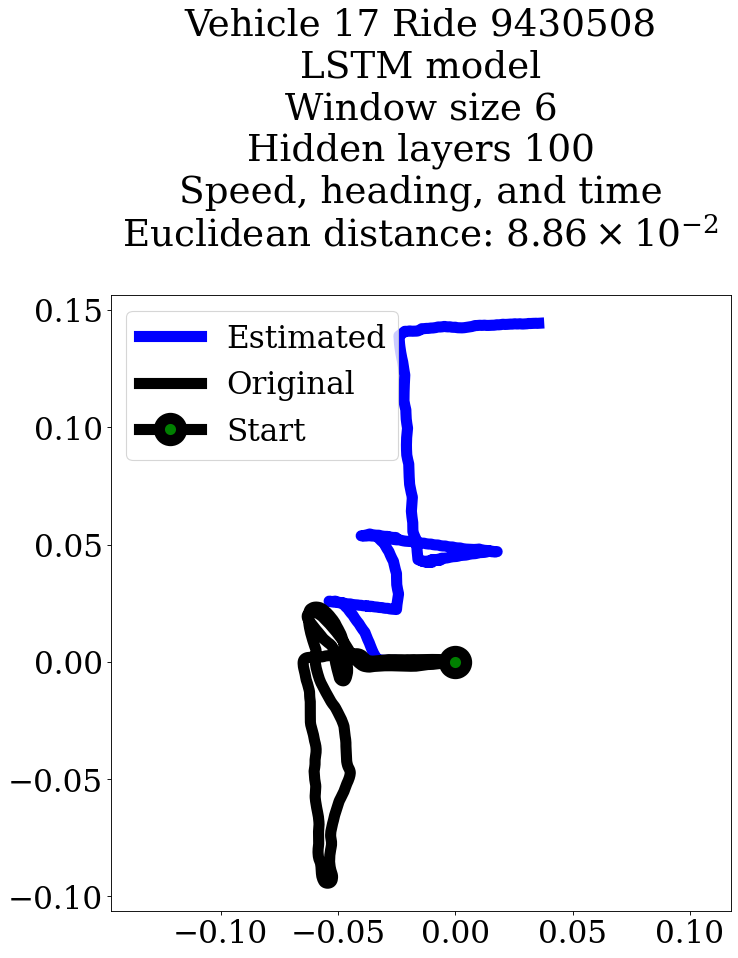 Vehicle 17 Ride 9430508
LSTM model
Window size 6
Hidden layers 100
Speed, heading, and time
Euclidean distance: 8.86 × 10⁻²
Estimated
Original
Start
0.15
0.10
0.05
0.00
−0.05
−0.10
−0.10 −0.05 0.00 0.05 0.10